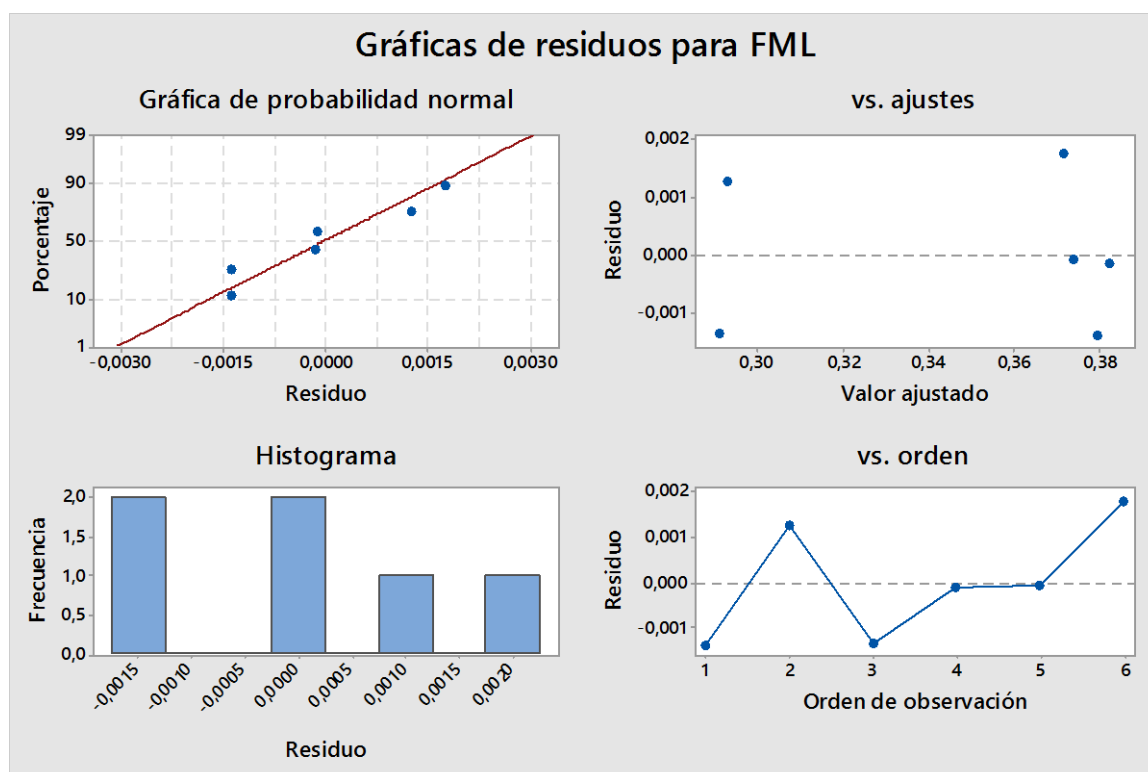 Gráficas de residuos para FML
Gráfica de probabilidad normal
99
90
50
10
1
Porcentaje
-0,0030 -0,0015 0,0000 0,0015 0,0030
Residuo
vs. ajustes
0,002
0,001
0,000
-0,001
Residuo
0,30 0,32 0,34 0,36 0,38
Valor ajustado
Histograma
2,0
1,5
1,0
0,5
0,0
Frecuencia
-0,0015 -0,0010 -0,0005 0,0000 0,0005 0,0010 0,0015 0,0020
Residuo
vs. orden
0,002
0,001
0,000
-0,001
Residuo
1 2 3 4 5 6
Orden de observación